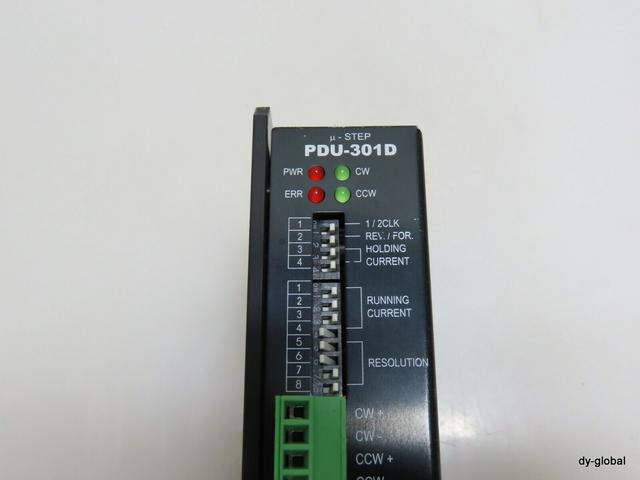 μ - STEP
PDU-301D
PWR CW
ERR CCW
1 1 / 2CLK
2 REV. / FOR.
3 HOLDING
4 CURRENT
1
2 RUNNING
3 CURRENT
4
5
6 RESOLUTION
7
8
CW +
CW -
CCW +
CCW -
dy-global